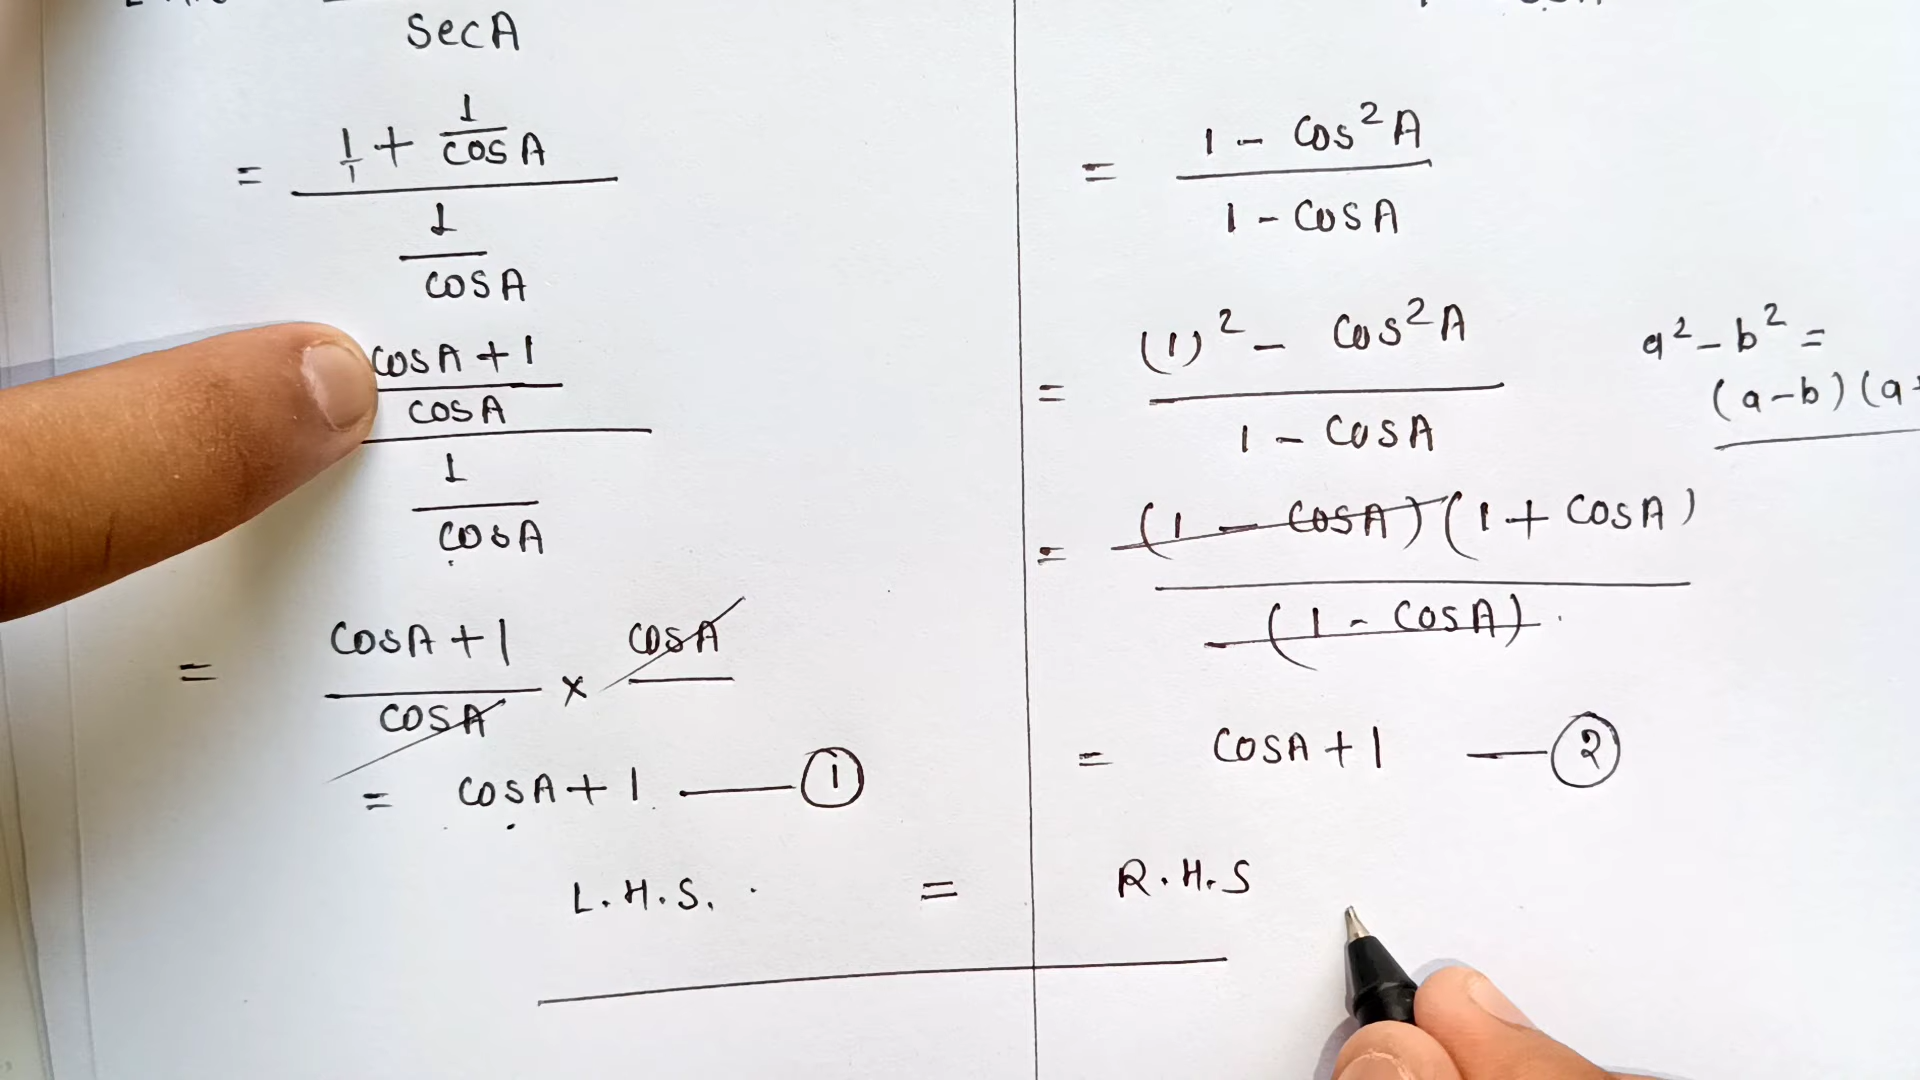 secA
= 1/1 + 1/cosA
1
cosA
cosA + 1
cosA
1
cosA
= cosA + 1 × cosA
cosA
= cosA + 1 —— ①
L.H.S. =
1 - cos²A
= 1 - cosA
(1)² - cos²A
= 1 - cosA
a² - b² =
(a-b)(a+
= (1 - cosA)(1 + cosA)
(1 - cosA)
= cosA + 1 —— ②
R.H.S